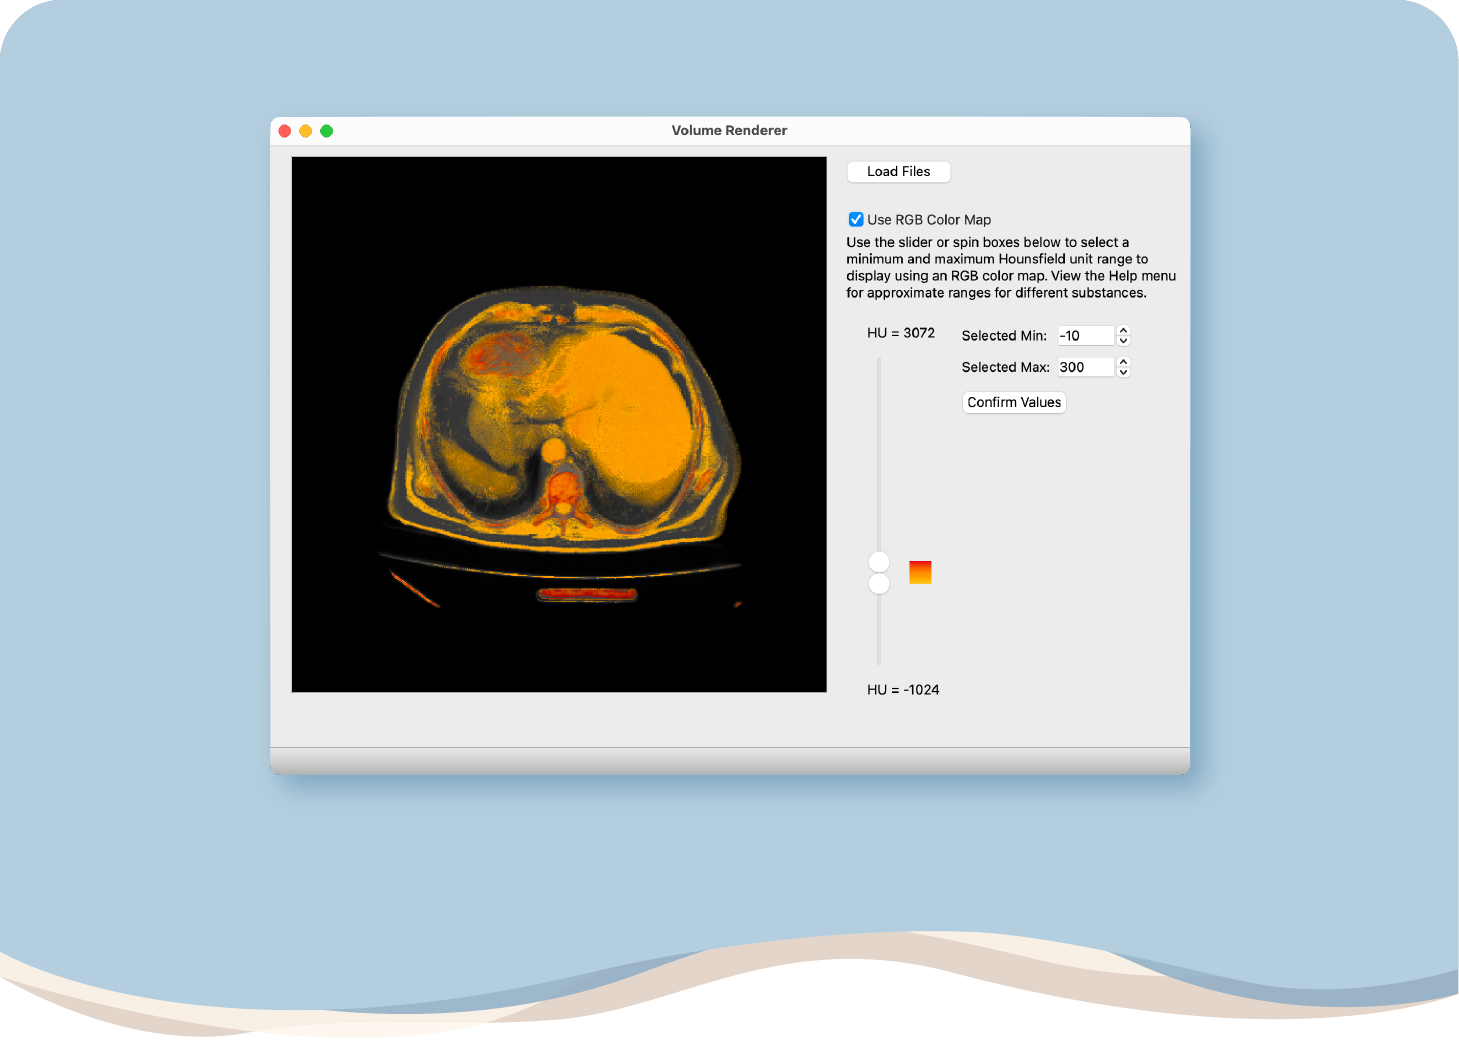 Volume Renderer
Load Files
Use RGB Color Map
Use the slider or spin boxes below to select a
minimum and maximum Hounsfield unit range to
display using an RGB color map. View the Help menu
for approximate ranges for different substances.
HU = 3072
Selected Min: -10
Selected Max: 300
Confirm Values
HU = -1024